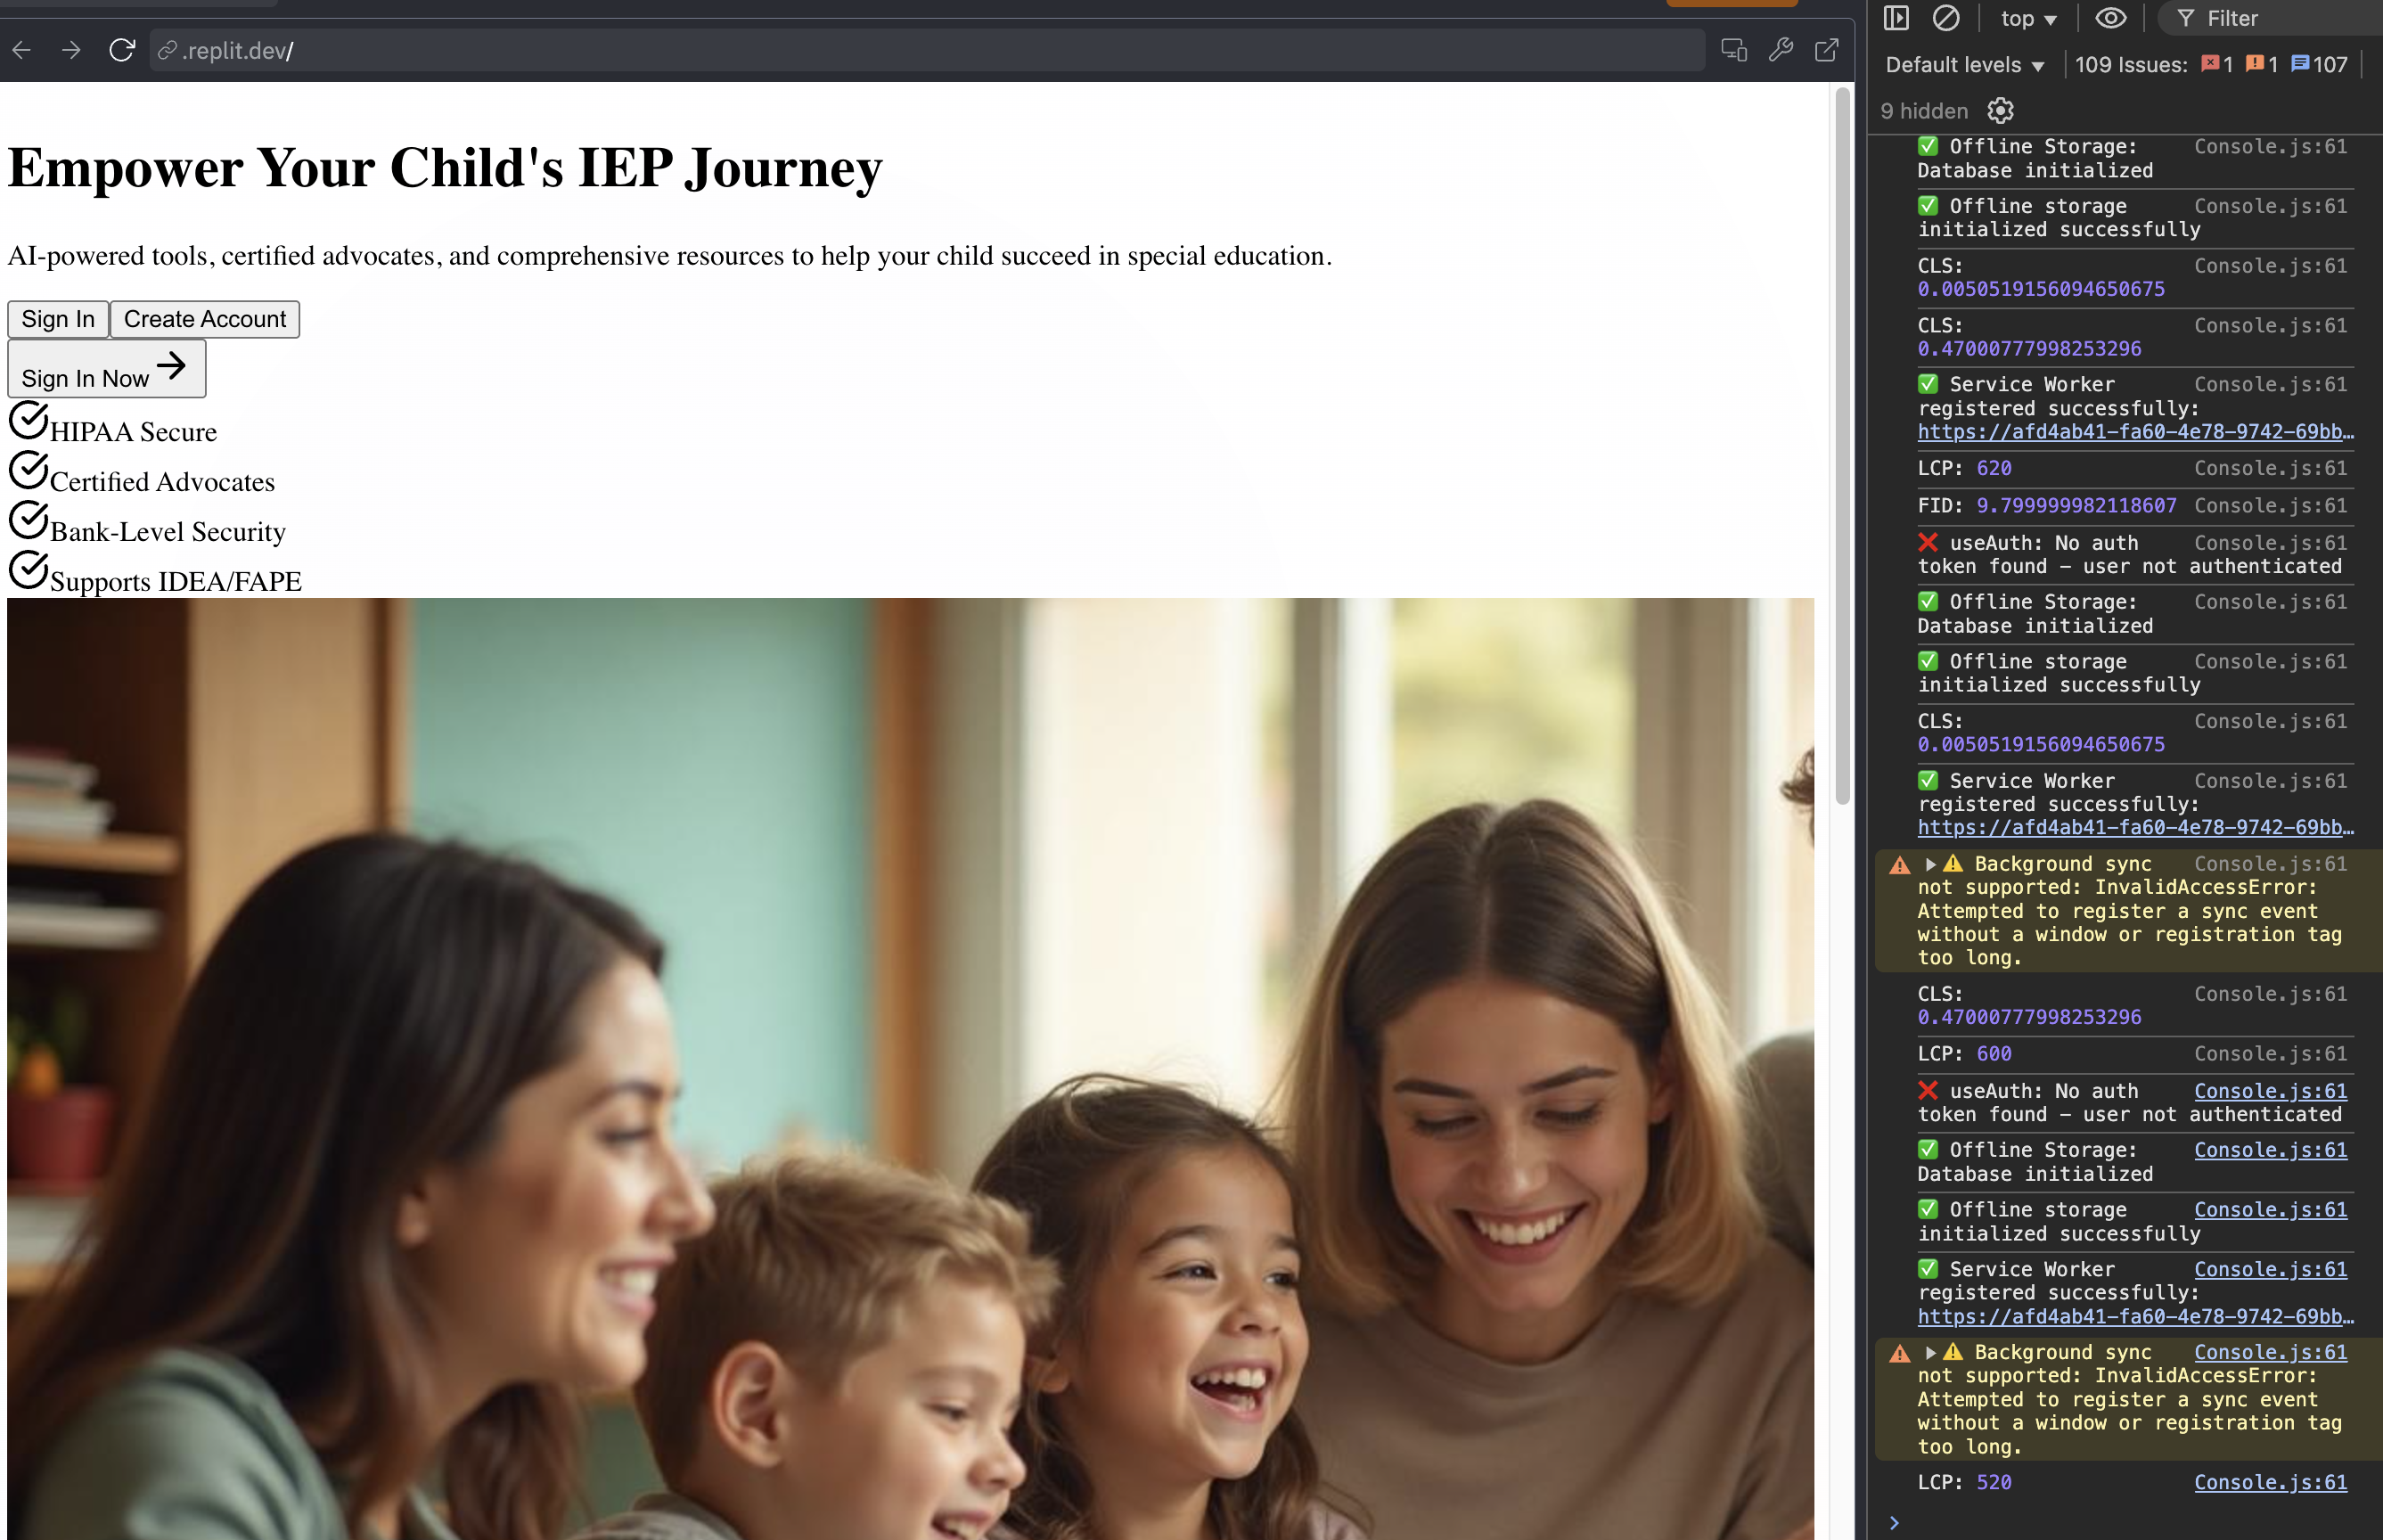 .replit.dev/
Empower Your Child's IEP Journey
AI-powered tools, certified advocates, and comprehensive resources to help your child succeed in special education.
Sign In Create Account
Sign In Now
HIPAA Secure
Certified Advocates
Bank-Level Security
Supports IDEA/FAPE
top Filter
Default levels 109 Issues: 1 1 107
9 hidden
✅ Offline Storage: Console.js:61
Database initialized
✅ Offline storage Console.js:61
initialized successfully
CLS: Console.js:61
0.0050519156094650675
CLS: Console.js:61
0.47000777998253296
✅ Service Worker Console.js:61
registered successfully:
https://afd4ab41-fa60-4e78-9742-69bb…
LCP: 620 Console.js:61
FID: 9.799999982118607 Console.js:61
❌ useAuth: No auth Console.js:61
token found – user not authenticated
✅ Offline Storage: Console.js:61
Database initialized
✅ Offline storage Console.js:61
initialized successfully
CLS: Console.js:61
0.0050519156094650675
✅ Service Worker Console.js:61
registered successfully:
https://afd4ab41-fa60-4e78-9742-69bb…
⚠️ Background sync Console.js:61
not supported: InvalidAccessError:
Attempted to register a sync event
without a window or registration tag
too long.
CLS: Console.js:61
0.47000777998253296
LCP: 600 Console.js:61
❌ useAuth: No auth Console.js:61
token found – user not authenticated
✅ Offline Storage: Console.js:61
Database initialized
✅ Offline storage Console.js:61
initialized successfully
✅ Service Worker Console.js:61
registered successfully:
https://afd4ab41-fa60-4e78-9742-69bb…
⚠️ Background sync Console.js:61
not supported: InvalidAccessError:
Attempted to register a sync event
without a window or registration tag
too long.
LCP: 520 Console.js:61